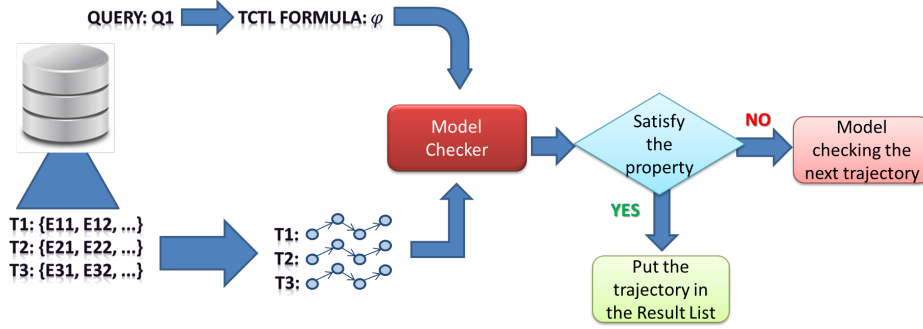 QUERY: Q1
TCTL FORMULA: φ
Model
Checker
Satisfy
the
property
NO
Model
checking the
next trajectory
YES
T1: {E11, E12, ...}
T2: {E21, E22, ...}
T3: {E31, E32, ...}
T1:
T2:
T3:
Put the
trajectory in
the Result List